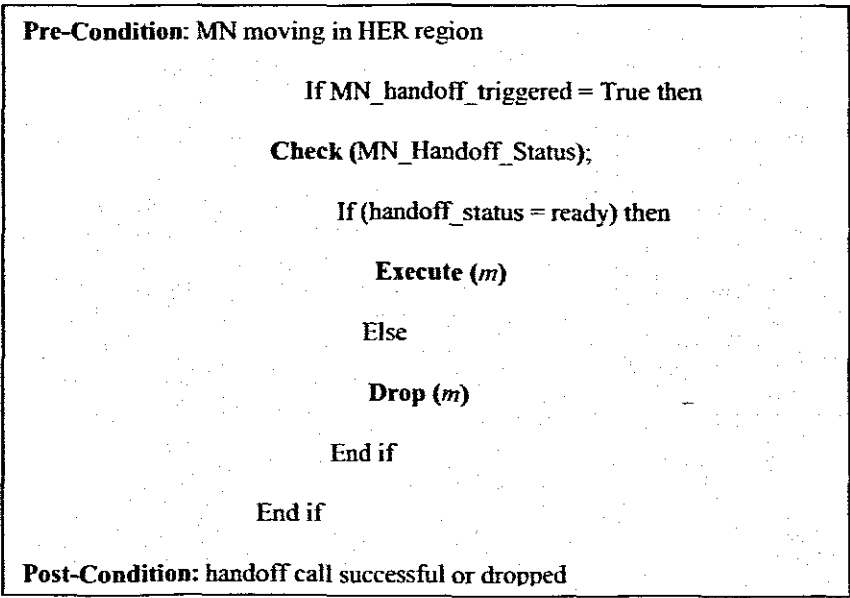 Pre-Condition: MN moving in HER region
If MN_handoff_triggered = True then
Check (MN_Handoff_Status);
If (handoff_status = ready) then
Execute (m)
Else
Drop (m)
End if
End if
Post-Condition: handoff call successful or dropped